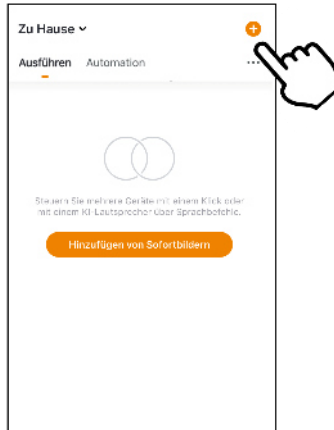 Zu Hause
Ausführen Automation ...
Steuern Sie mehrere Geräte mit einem Klick oder
mit einem KI-Lautsprecher über Sprachbefehle.
Hinzufügen von Sofortbildern